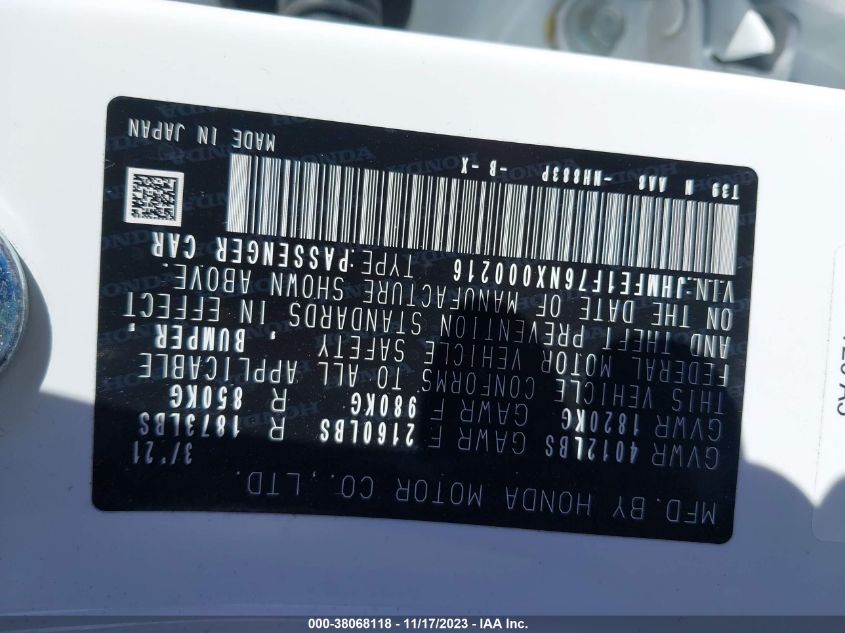 MFD. BY HONDA MOTOR CO., LTD. 3/'21
GVWR 4012LBS GAWR F 2160LBS R 1873LBS
GVWR 1820KG GAWR F 980KG R 850KG
THIS VEHICLE CONFORMS TO ALL APPLICABLE
FEDERAL MOTOR VEHICLE SAFETY, BUMPER,
AND THEFT PREVENTION STANDARDS IN EFFECT
ON THE DATE OF MANUFACTURE SHOWN ABOVE.
V.I.N:JHMFE1F76NX000216 TYPE:PASSENGER CAR
T39 N AA6 -NH883P -B -X MADE IN JAPAN
000-38068118 - 11/17/2023 - IAA Inc.